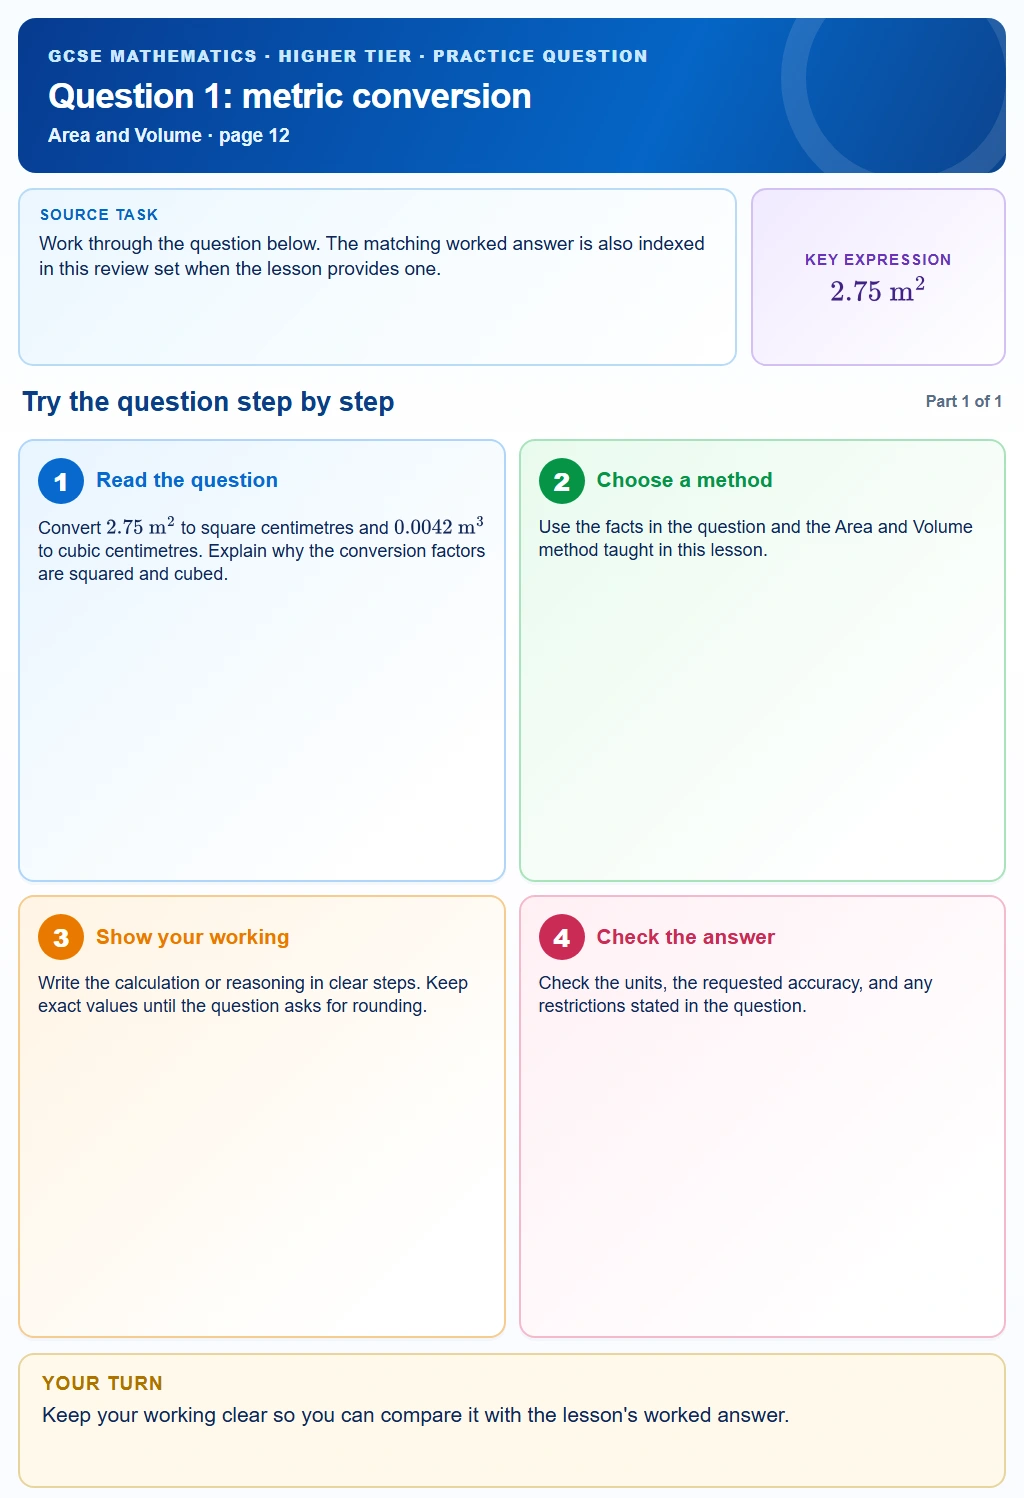 GCSE MATHEMATICS · HIGHER TIER · PRACTICE QUESTION
Question 1: metric conversion
Area and Volume · page 12
SOURCE TASK
Work through the question below. The matching worked answer is also indexed
in this review set when the lesson provides one.
KEY EXPRESSION
2.75 m²
Try the question step by step
Part 1 of 1
1 Read the question
Convert 2.75 m² to square centimetres and 0.0042 m³
to cubic centimetres. Explain why the conversion factors
are squared and cubed.
2 Choose a method
Use the facts in the question and the Area and Volume
method taught in this lesson.
3 Show your working
Write the calculation or reasoning in clear steps. Keep
exact values until the question asks for rounding.
4 Check the answer
Check the units, the requested accuracy, and any
restrictions stated in the question.
YOUR TURN
Keep your working clear so you can compare it with the lesson's worked answer.